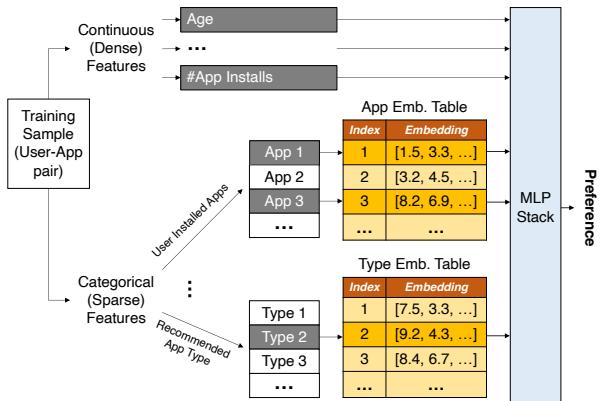 Training
Sample
(User-App
pair)
Continuous
(Dense)
Features
Age
...
#App Installs
Categorical
(Sparse)
Features
User Installed Apps
⋮
Recommended
App Type
App 1
App 2
App 3
...
App Emb. Table
Index Embedding
1 [1.5, 3.3, ...]
2 [3.2, 4.5, ...]
3 [8.2, 6.9, ...]
... ...
Type 1
Type 2
Type 3
...
Type Emb. Table
Index Embedding
1 [7.5, 3.3, ...]
2 [9.2, 4.3, ...]
3 [8.4, 6.7, ...]
... ...
MLP
Stack
Preference